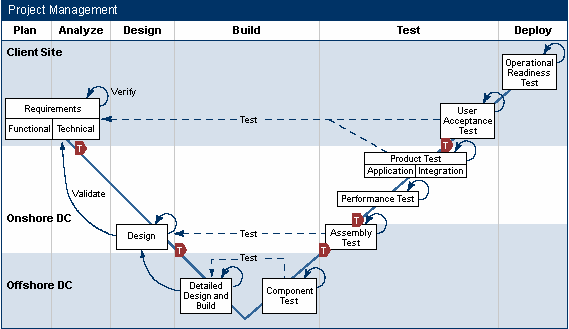 Project Management
Plan Analyze Design Build Test Deploy
Client Site
Operational
Readiness
Test
Verify
Requirements
Functional Technical
User
Acceptance
Test
Test
T
T
Product Test
Application Integration
Validate
Performance Test
Onshore DC
T
Design
Test
Assembly
Test
T
T
Test
Offshore DC
Detailed
Design and
Build
Component
Test